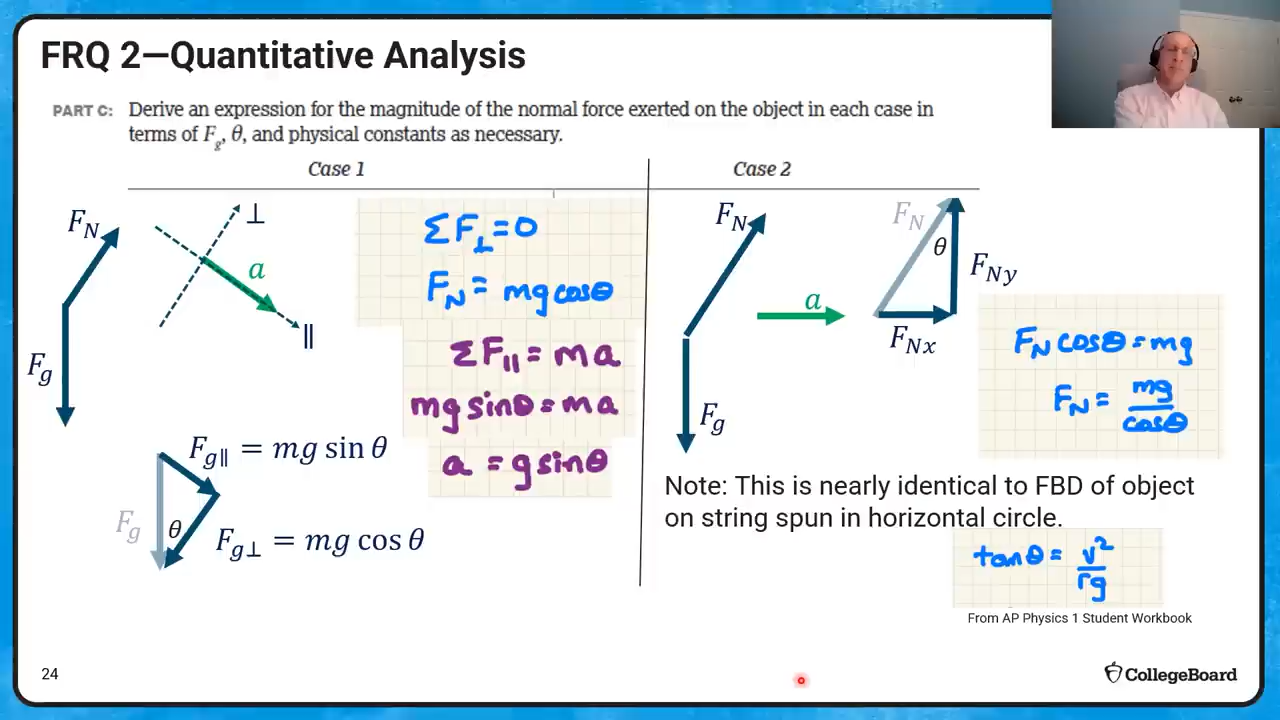 FRQ 2—Quantitative Analysis
PART C: Derive an expression for the magnitude of the normal force exerted on the object in each case in
terms of F_g, θ, and physical constants as necessary.
Case 1
F_N
⊥
a
∥
F_g
ΣF_⊥ = 0
F_N = mg cosθ
ΣF_∥ = ma
mg sinθ = ma
a = g sinθ
F_g∥ = mg sin θ
F_g
θ
F_g⊥ = mg cos θ
Case 2
F_N
a
F_g
F_N
θ
F_Ny
F_Nx
F_N cosθ = mg
F_N = mg/cosθ
Note: This is nearly identical to FBD of object
on string spun in horizontal circle.
tanθ = v²/rg
From AP Physics 1 Student Workbook
24
CollegeBoard